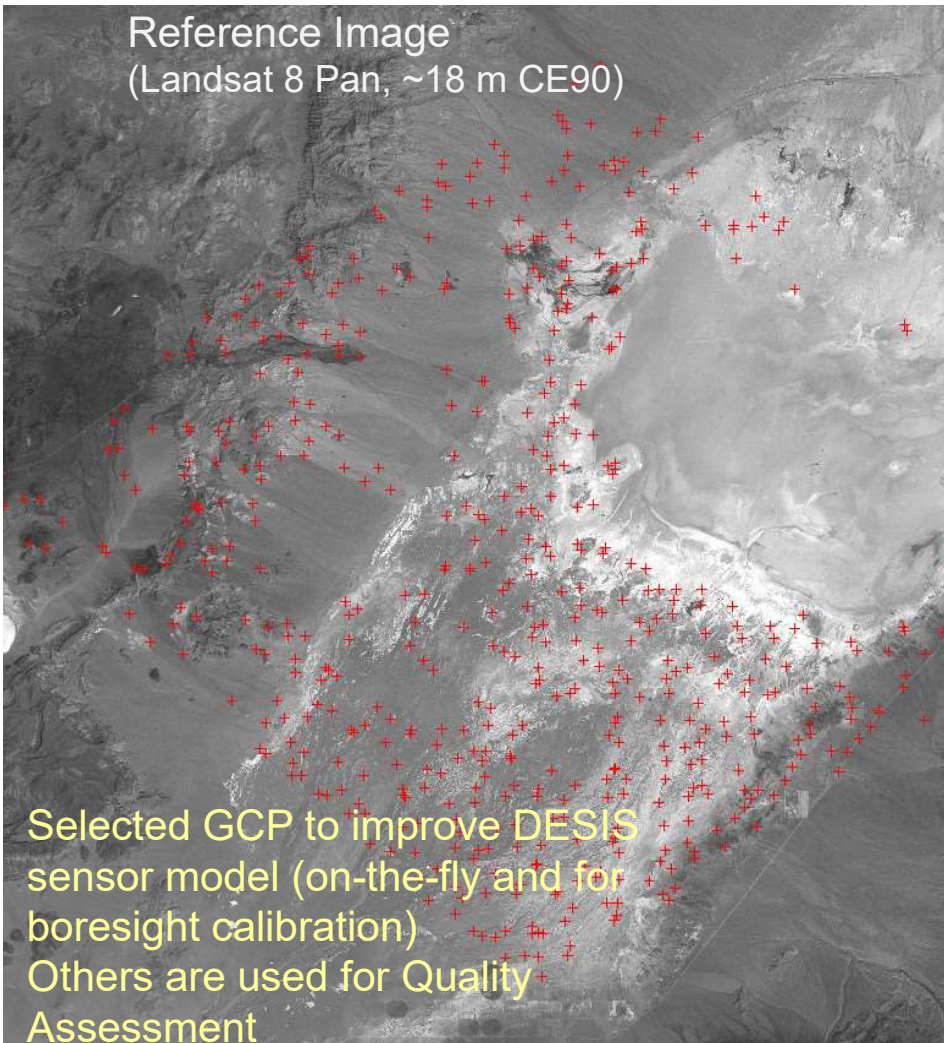 Reference Image
(Landsat 8 Pan, ~18 m CE90)
Selected GCP to improve DESIS
sensor model (on-the-fly and for
boresight calibration)
Others are used for Quality
Assessment